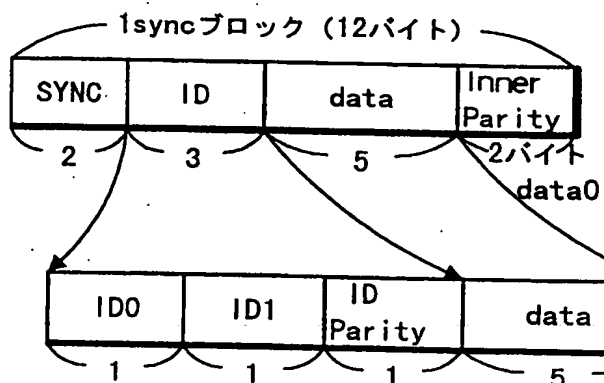 1syncブロック (12バイト)
SYNC ID data Inner Parity
2 3 5 2バイト
data0
ID0 ID1 ID Parity data
1 1 1 5